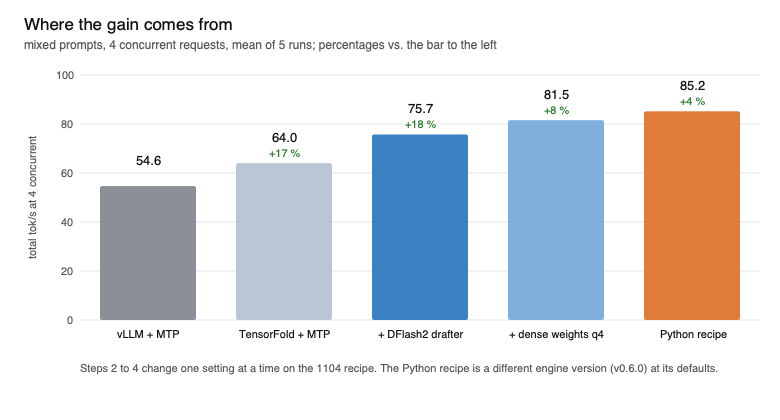 Where the gain comes from
mixed prompts, 4 concurrent requests, mean of 5 runs; percentages vs. the bar to the left
total tok/s at 4 concurrent
100
80
60
40
20
0
54.6
64.0
+17 %
75.7
+18 %
81.5
+8 %
85.2
+4 %
vLLM + MTP
TensorFold + MTP
+ DFlash2 drafter
+ dense weights q4
Python recipe
Steps 2 to 4 change one setting at a time on the 1104 recipe. The Python recipe is a different engine version (v0.6.0) at its defaults.